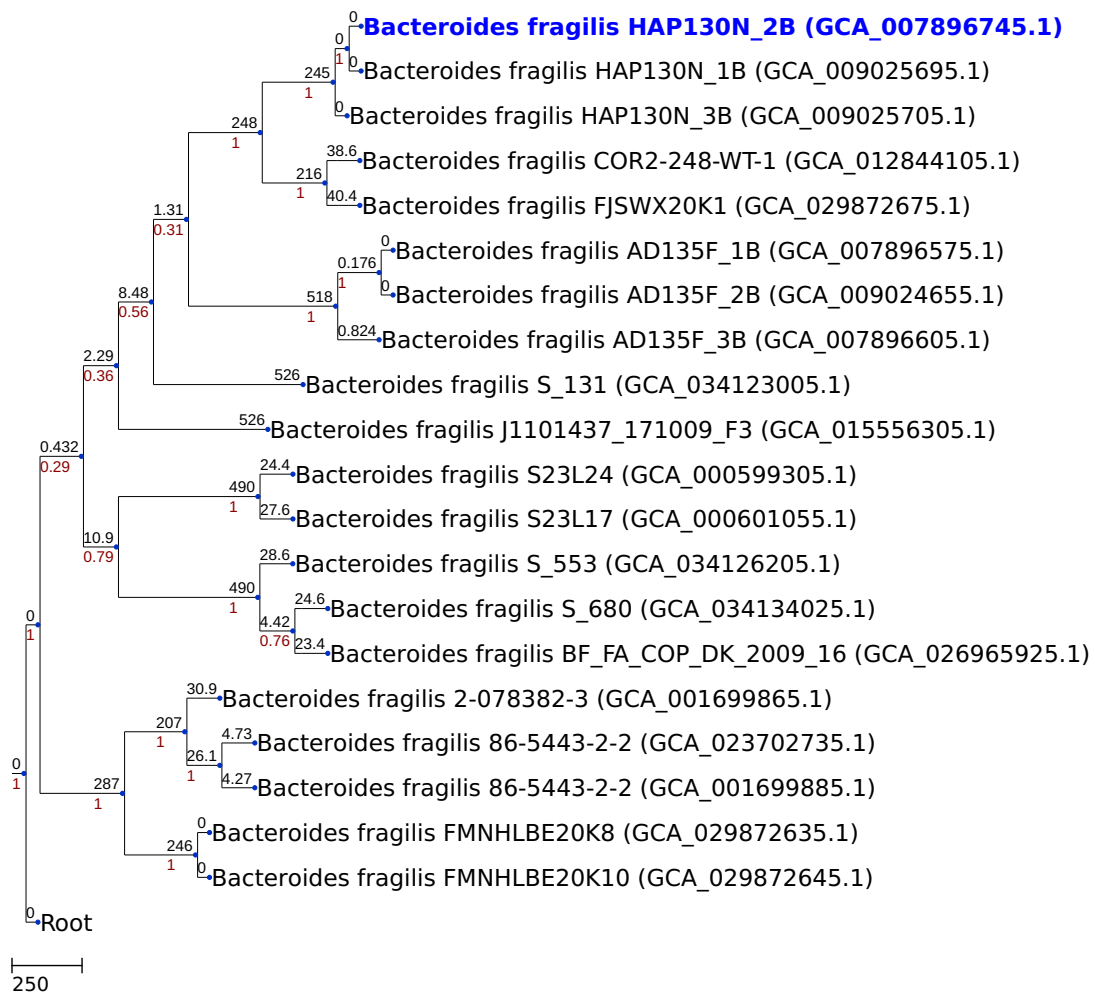 0
Bacteroides fragilis HAP130N_2B (GCA_007896745.1)
0
1
0
Bacteroides fragilis HAP130N_1B (GCA_009025695.1)
245
1
0
Bacteroides fragilis HAP130N_3B (GCA_009025705.1)
248
1
38.6
Bacteroides fragilis COR2-248-WT-1 (GCA_012844105.1)
216
1
40.4
Bacteroides fragilis FJSWX20K1 (GCA_029872675.1)
1.31
0.31
0
Bacteroides fragilis AD135F_1B (GCA_007896575.1)
0.176
1
0
Bacteroides fragilis AD135F_2B (GCA_009024655.1)
518
1
0.824
Bacteroides fragilis AD135F_3B (GCA_007896605.1)
8.48
0.56
526
Bacteroides fragilis S_131 (GCA_034123005.1)
2.29
0.36
526
Bacteroides fragilis J1101437_171009_F3 (GCA_015556305.1)
0.432
0.29
24.4
Bacteroides fragilis S23L24 (GCA_000599305.1)
490
1
27.6
Bacteroides fragilis S23L17 (GCA_000601055.1)
10.9
0.79
28.6
Bacteroides fragilis S_553 (GCA_034126205.1)
490
1
24.6
Bacteroides fragilis S_680 (GCA_034134025.1)
4.42
0.76
23.4
Bacteroides fragilis BF_FA_COP_DK_2009_16 (GCA_026965925.1)
0
1
30.9
Bacteroides fragilis 2-078382-3 (GCA_001699865.1)
207
1
4.73
Bacteroides fragilis 86-5443-2-2 (GCA_023702735.1)
26.1
1
4.27
Bacteroides fragilis 86-5443-2-2 (GCA_001699885.1)
0
1
287
1
0
Bacteroides fragilis FMNHLBE20K8 (GCA_029872635.1)
246
1
0
Bacteroides fragilis FMNHLBE20K10 (GCA_029872645.1)
0
Root
250